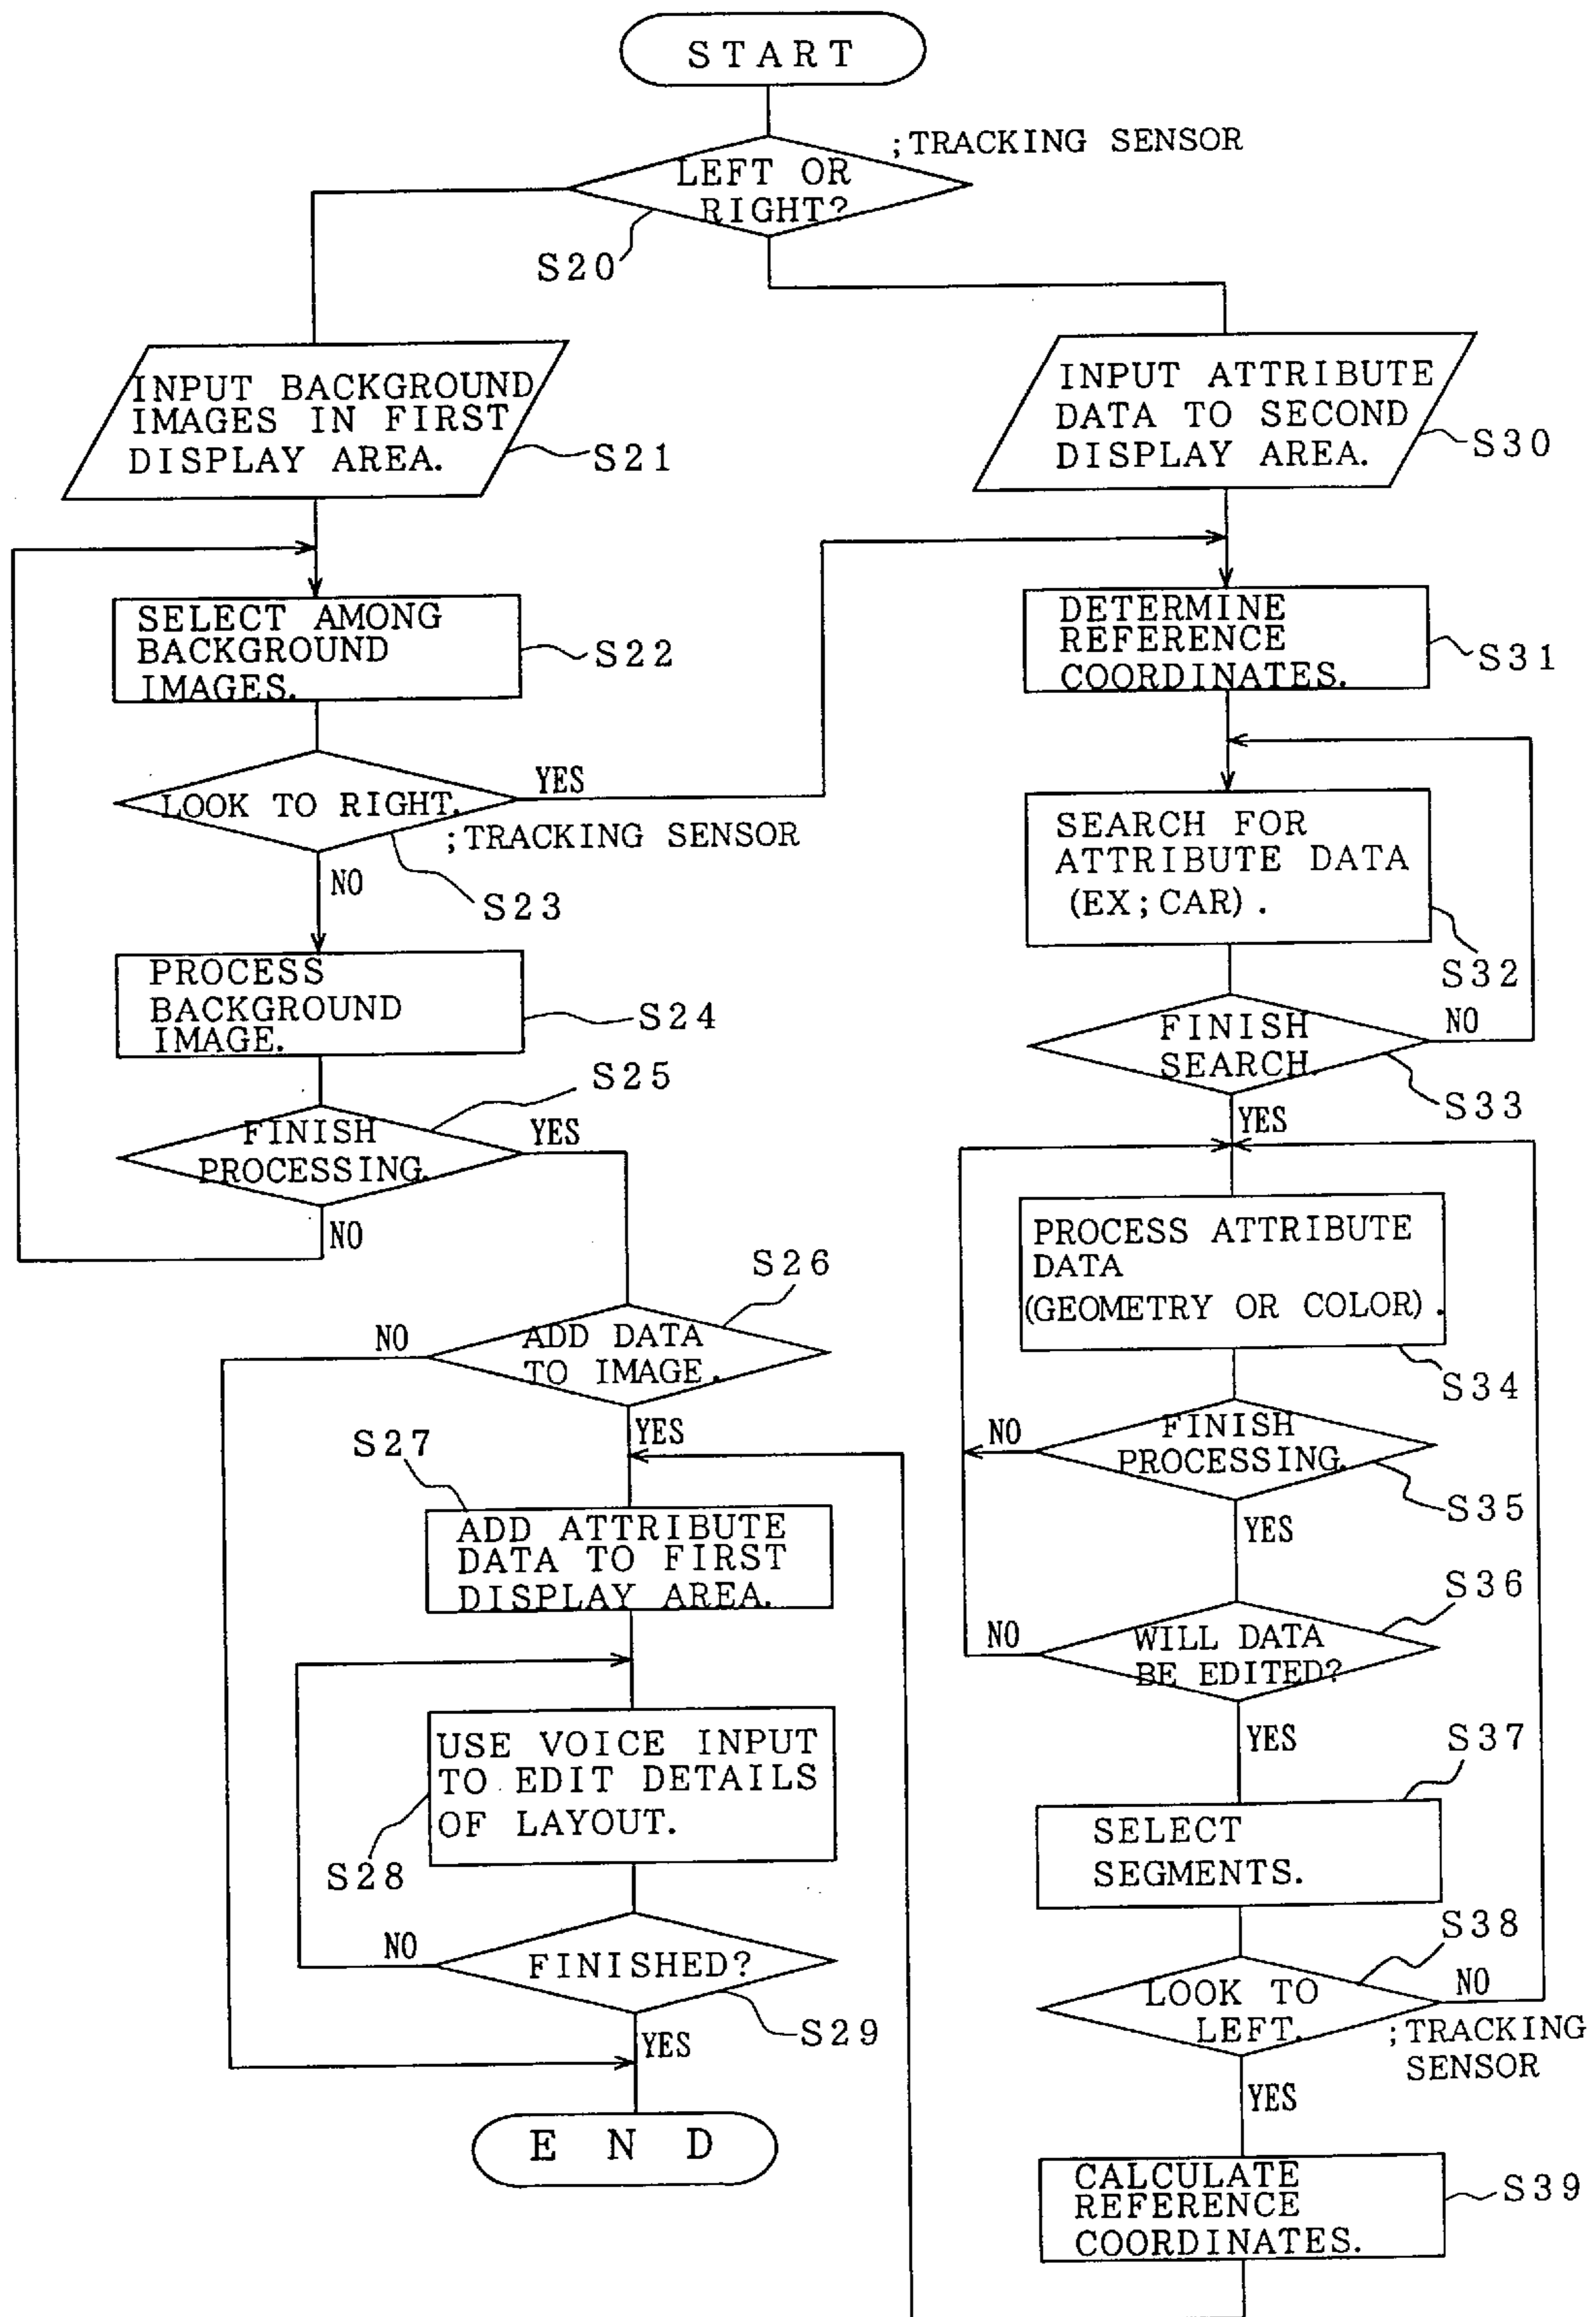 START
;TRACKING SENSOR
LEFT OR
RIGHT?
S20
INPUT BACKGROUND
IMAGES IN FIRST
DISPLAY AREA.
S21
SELECT AMONG
BACKGROUND
IMAGES.
S22
LOOK TO RIGHT.
YES
;TRACKING SENSOR
NO
S23
PROCESS
BACKGROUND
IMAGE.
S24
S25
FINISH
PROCESSING.
YES
NO
S26
NO
ADD DATA
TO IMAGE.
YES
S27
ADD ATTRIBUTE
DATA TO FIRST
DISPLAY AREA.
USE VOICE INPUT
TO EDIT DETAILS
OF LAYOUT.
S28
NO
FINISHED?
S29
YES
END
INPUT ATTRIBUTE
DATA TO SECOND
DISPLAY AREA.
S30
DETERMINE
REFERENCE
COORDINATES.
S31
SEARCH FOR
ATTRIBUTE DATA
(EX;CAR).
S32
FINISH
SEARCH.
NO
S33
YES
PROCESS ATTRIBUTE
DATA
(GEOMETRY OR COLOR).
S34
NO
FINISH
PROCESSING.
S35
YES
S36
NO
WILL DATA
BE EDITED?
YES
S37
SELECT
SEGMENTS.
S38
LOOK TO
LEFT.
NO
;TRACKING
SENSOR
YES
CALCULATE
REFERENCE
COORDINATES.
S39